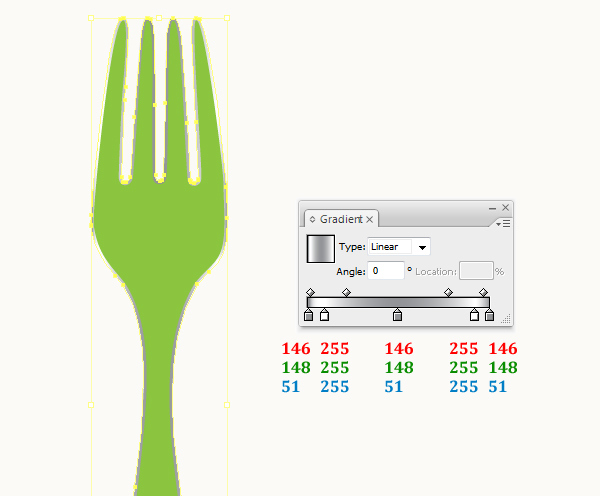 Gradient
Type: Linear
Angle: 0 ° Location: %
146 255 146 255 146
148 255 148 255 148
51 255 51 255 51